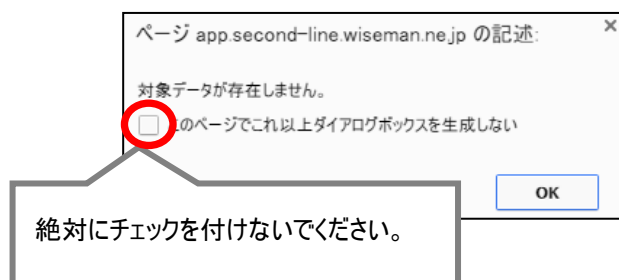 ページ app.second-line.wiseman.ne.jp の記述:
×
対象データが存在しません。
このページでこれ以上ダイアログボックスを生成しない
OK
絶対にチェックを付けないでください。